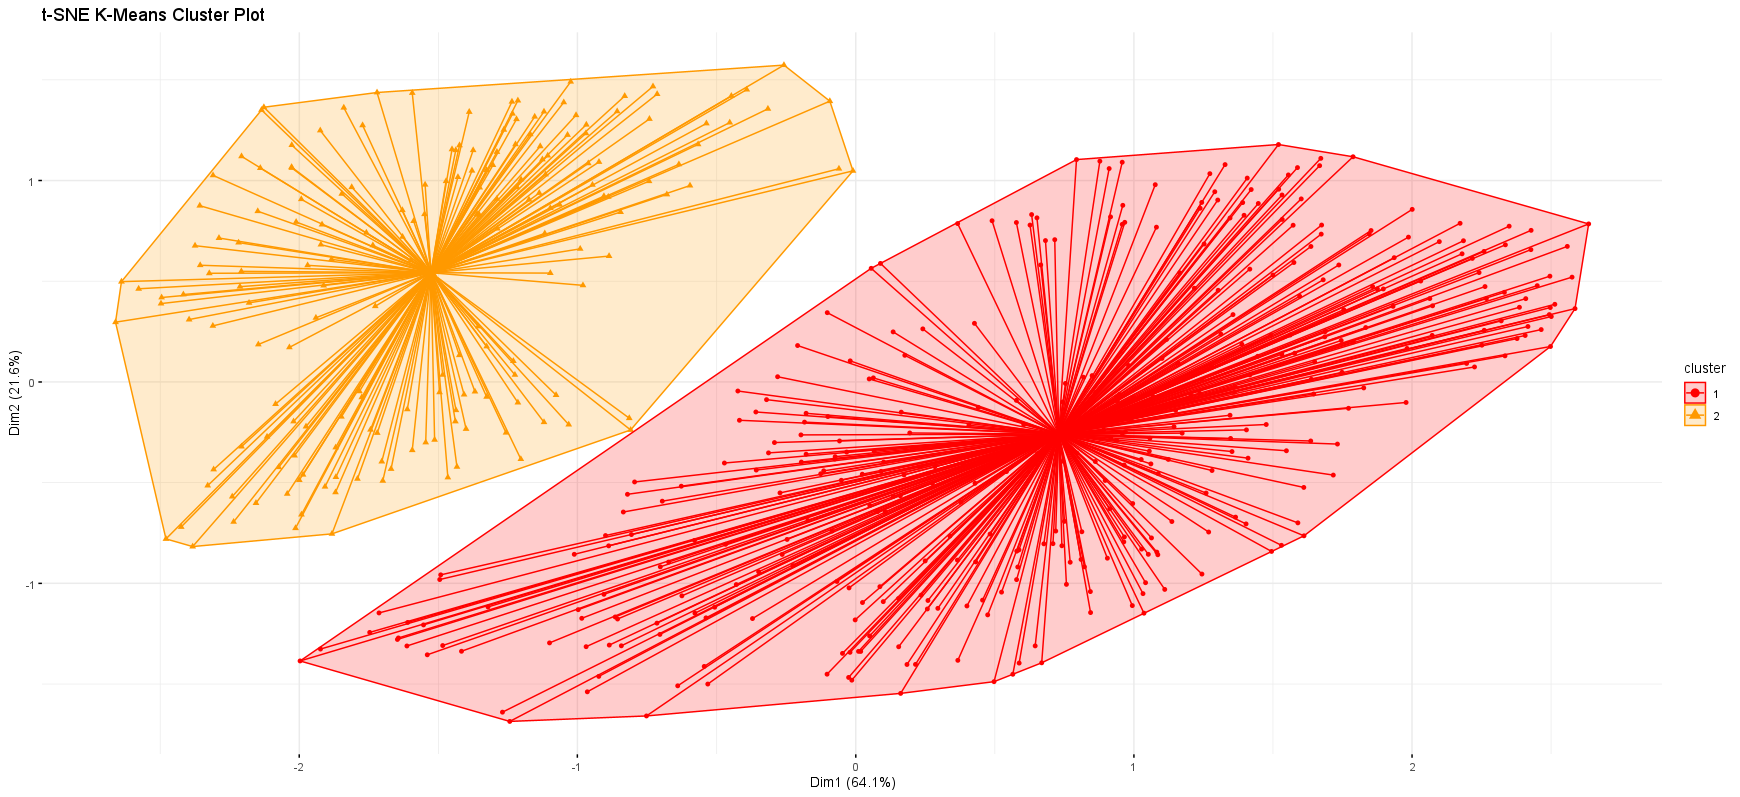 t-SNE K-Means Cluster Plot
Dim2 (21.6%)
1
0
-1
-2
-1
0
1
2
Dim1 (64.1%)
cluster
1
2